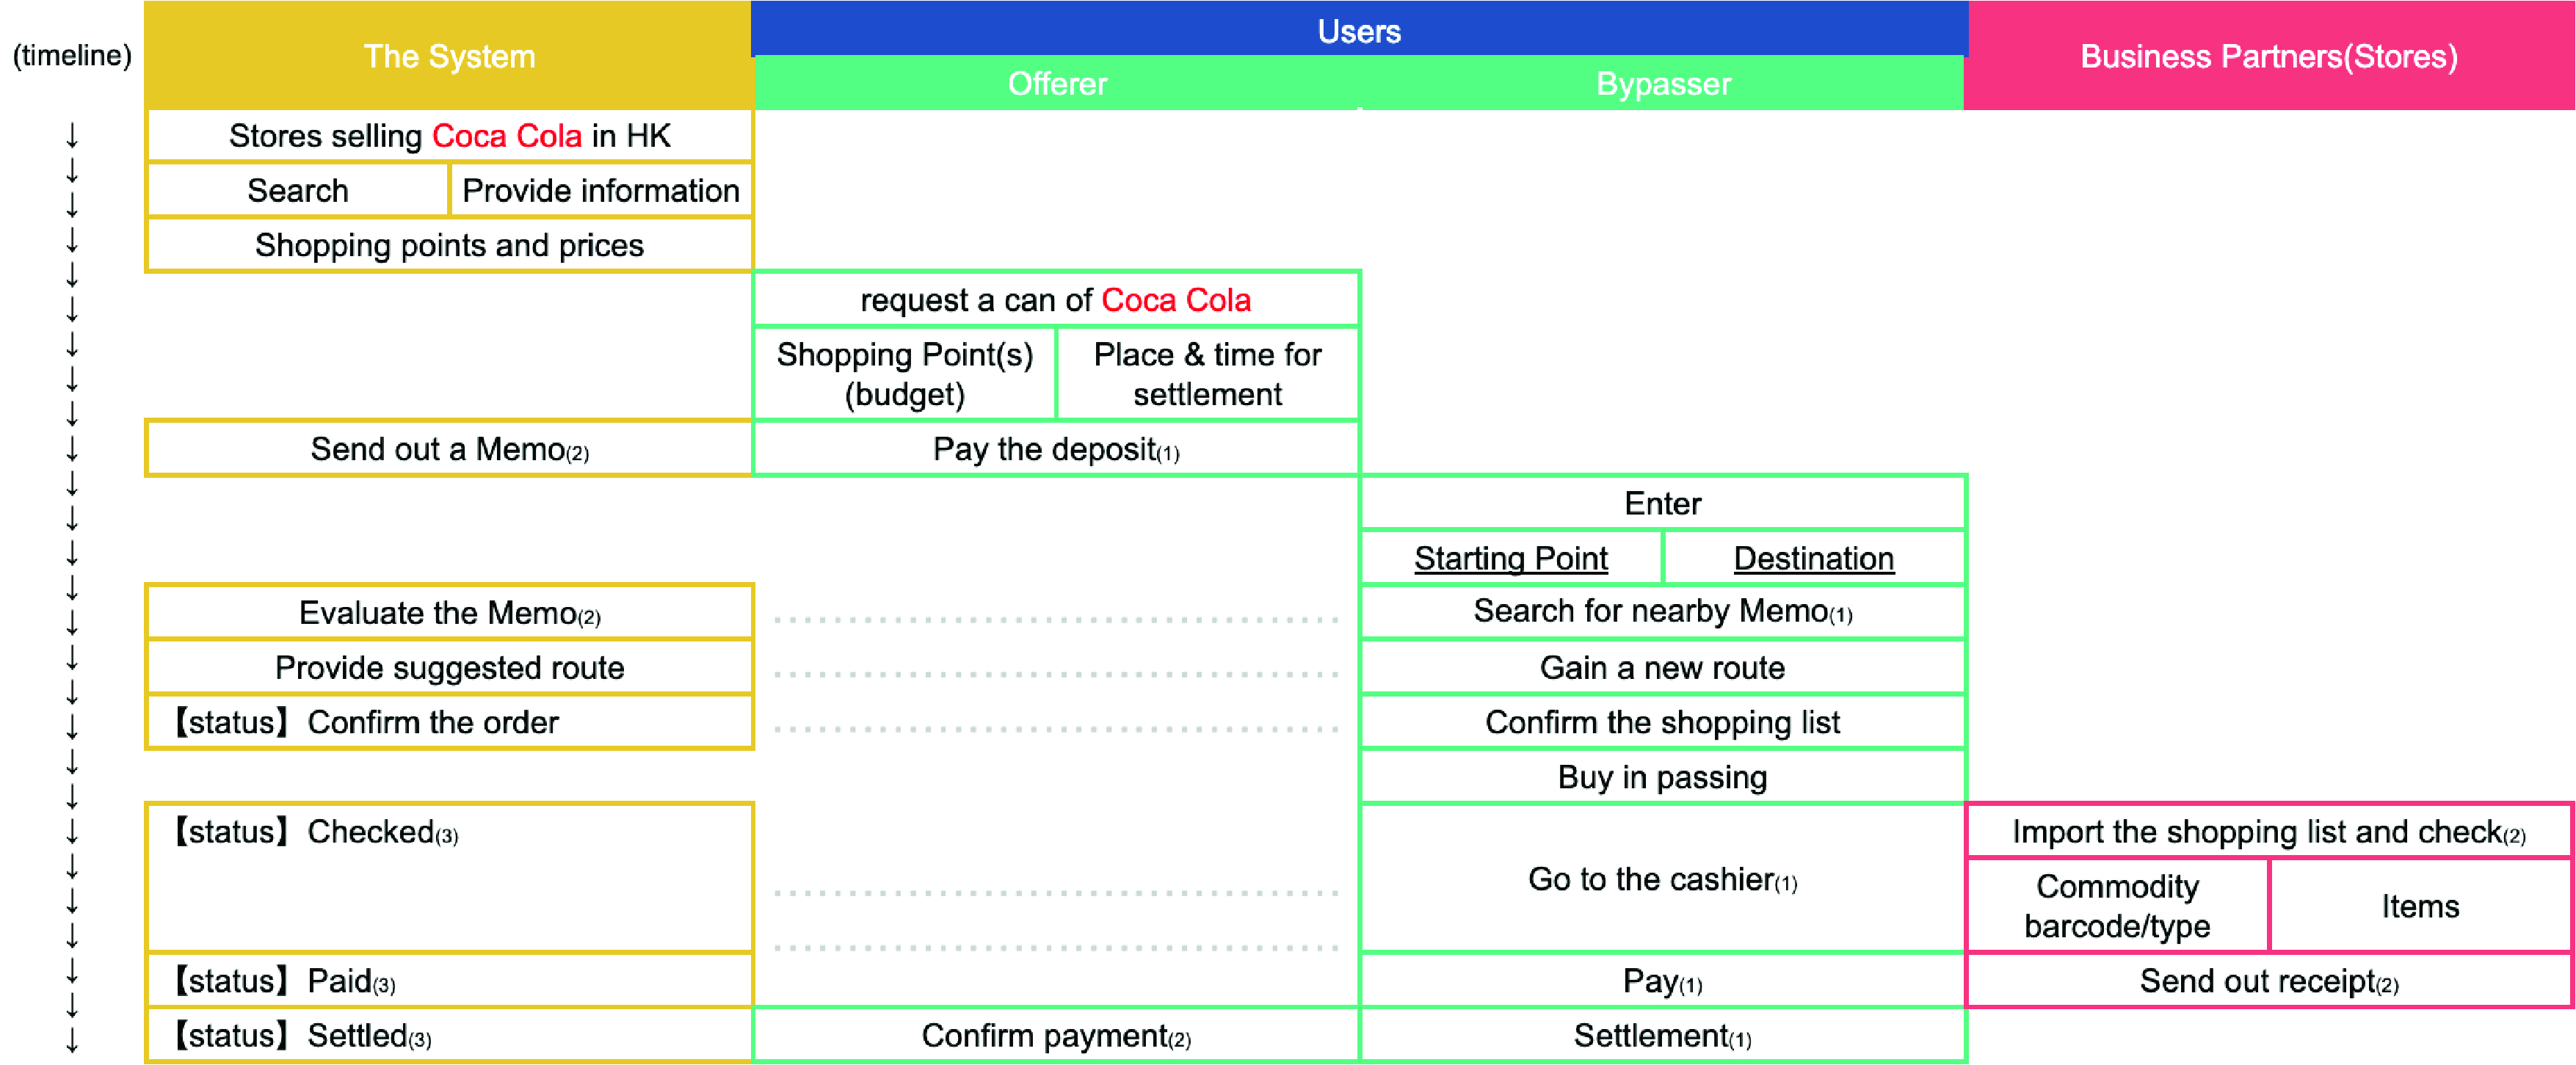 (timeline)
The System
Users
Business Partners(Stores)
Offerer
Bypasser
↓ Stores selling Coca Cola in HK
↓ Search Provide information
↓ Shopping points and prices
request a can of Coca Cola
Shopping Point(s)
(budget)
Place & time for
settlement
Send out a Memo(2)
Pay the deposit(1)
Enter
Starting Point
Destination
Evaluate the Memo(2)
Search for nearby Memo(1)
Provide suggested route
Gain a new route
【status】Confirm the order
Confirm the shopping list
Buy in passing
【status】Checked(3)
Go to the cashier(1)
Import the shopping list and check(2)
Commodity
barcode/type
Items
【status】Paid(3)
Pay(1)
Send out receipt(2)
【status】Settled(3)
Confirm payment(2)
Settlement(1)